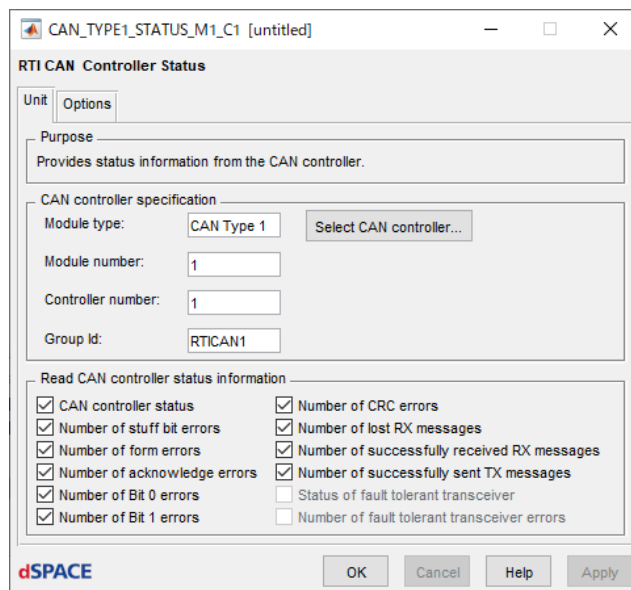 CAN_TYPE1_STATUS_M1_C1 [untitled]
RTI CAN Controller Status
Unit Options
Purpose
Provides status information from the CAN controller.
CAN controller specification
Module type: CAN Type 1 Select CAN controller...
Module number: 1
Controller number: 1
Group Id: RTICAN1
Read CAN controller status information
CAN controller status Number of CRC errors
Number of stuff bit errors Number of lost RX messages
Number of form errors Number of successfully received RX messages
Number of acknowledge errors Number of successfully sent TX messages
Number of Bit 0 errors Status of fault tolerant transceiver
Number of Bit 1 errors Number of fault tolerant transceiver errors
dSPACE OK Cancel Help Apply